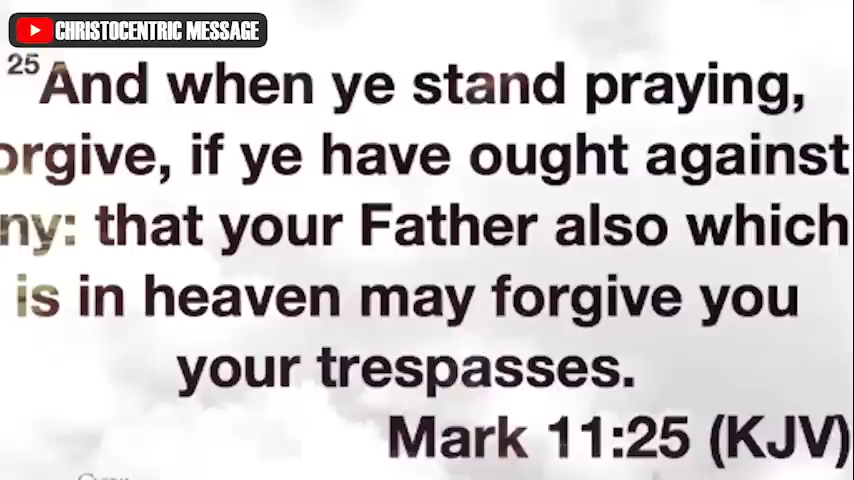 CHRISTOCENTRIC MESSAGE
25 And when ye stand praying,
orgive, if ye have ought against
ny: that your Father also which
is in heaven may forgive you
your trespasses.
Mark 11:25 (KJV)